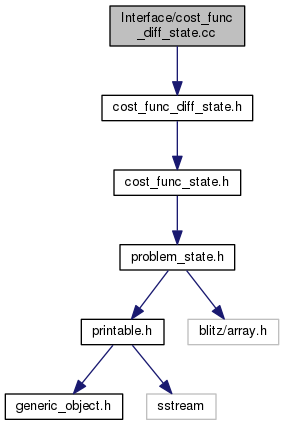 Interface/cost_func
_diff_state.cc
cost_func_diff_state.h
cost_func_state.h
problem_state.h
printable.h
blitz/array.h
generic_object.h
sstream